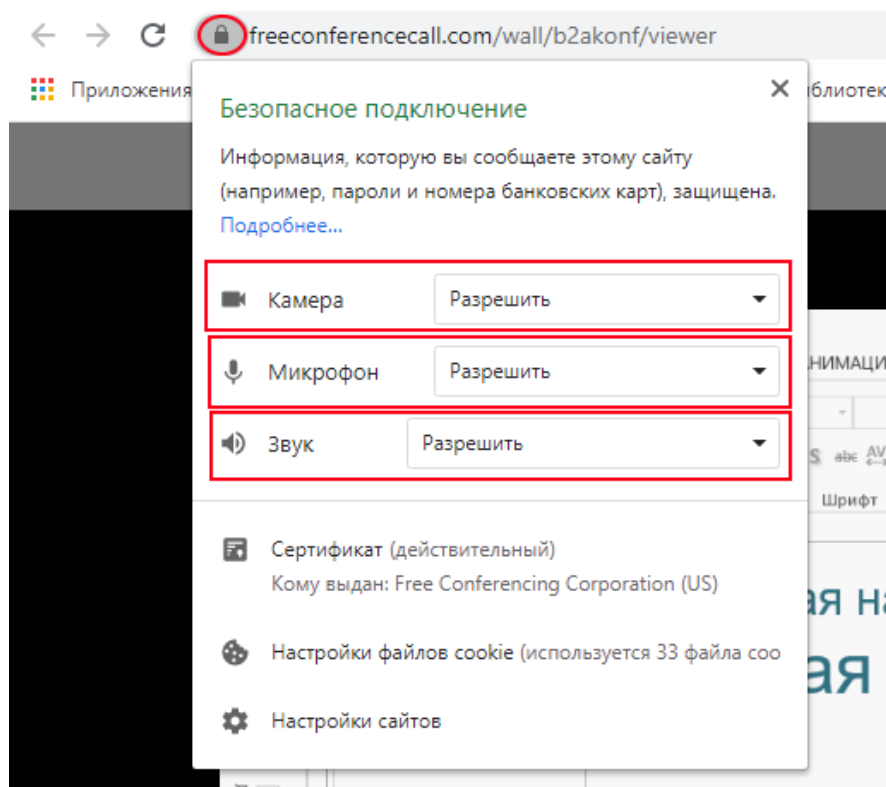 freeconferencecall.com/wall/b2akonf/viewer
Приложения
Безопасное подключение
Информация, которую вы сообщаете этому сайту
(например, пароли и номера банковских карт), защищена.
Подробнее...
Камера Разрешить
Микрофон Разрешить
Звук Разрешить
Сертификат (действительный)
Кому выдан: Free Conferencing Corporation (US)
Настройки файлов cookie (используется 33 файла coo
Настройки сайтов
иблиотек
НИМАЦИ
S abc AV
Шрифт
ая на
ая